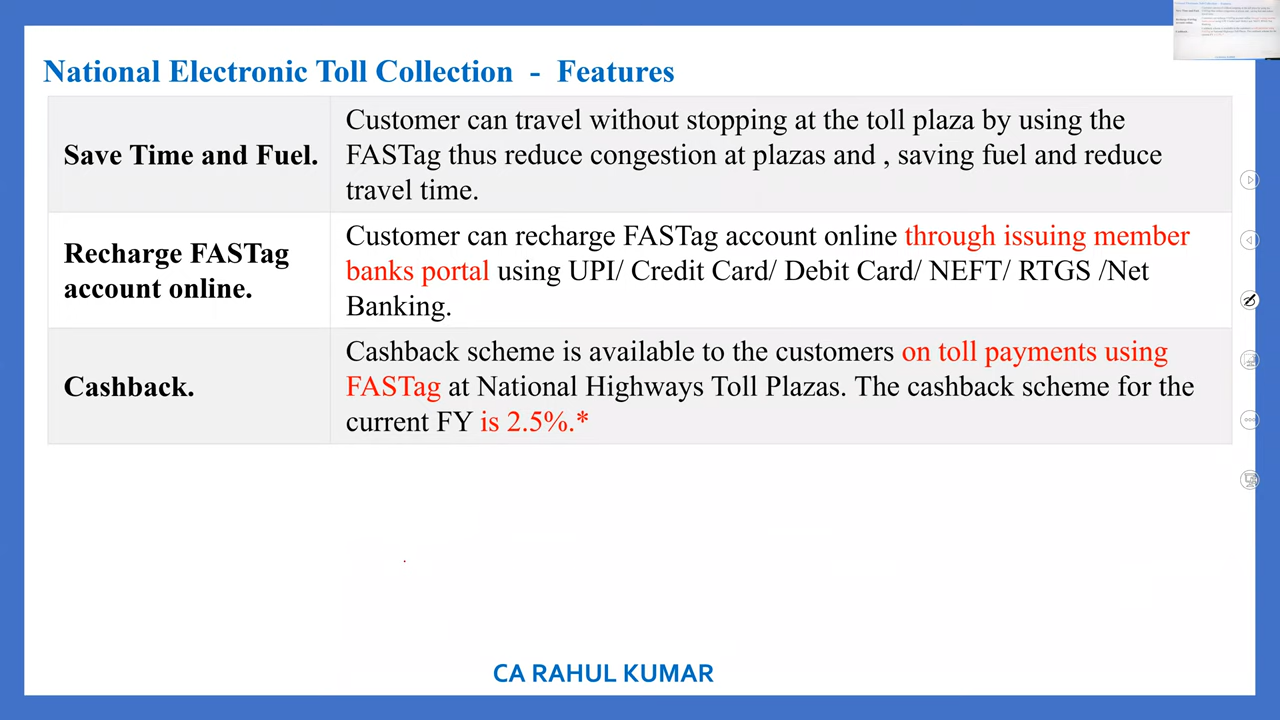 National Electronic Toll Collection - Features
Save Time and Fuel.
Customer can travel without stopping at the toll plaza by using the
FASTag thus reduce congestion at plazas and , saving fuel and reduce
travel time.
Recharge FASTag
account online.
Customer can recharge FASTag account online through issuing member
banks portal using UPI/ Credit Card/ Debit Card/ NEFT/ RTGS /Net
Banking.
Cashback.
Cashback scheme is available to the customers on toll payments using
FASTag at National Highways Toll Plazas. The cashback scheme for the
current FY is 2.5%.*
CA RAHUL KUMAR